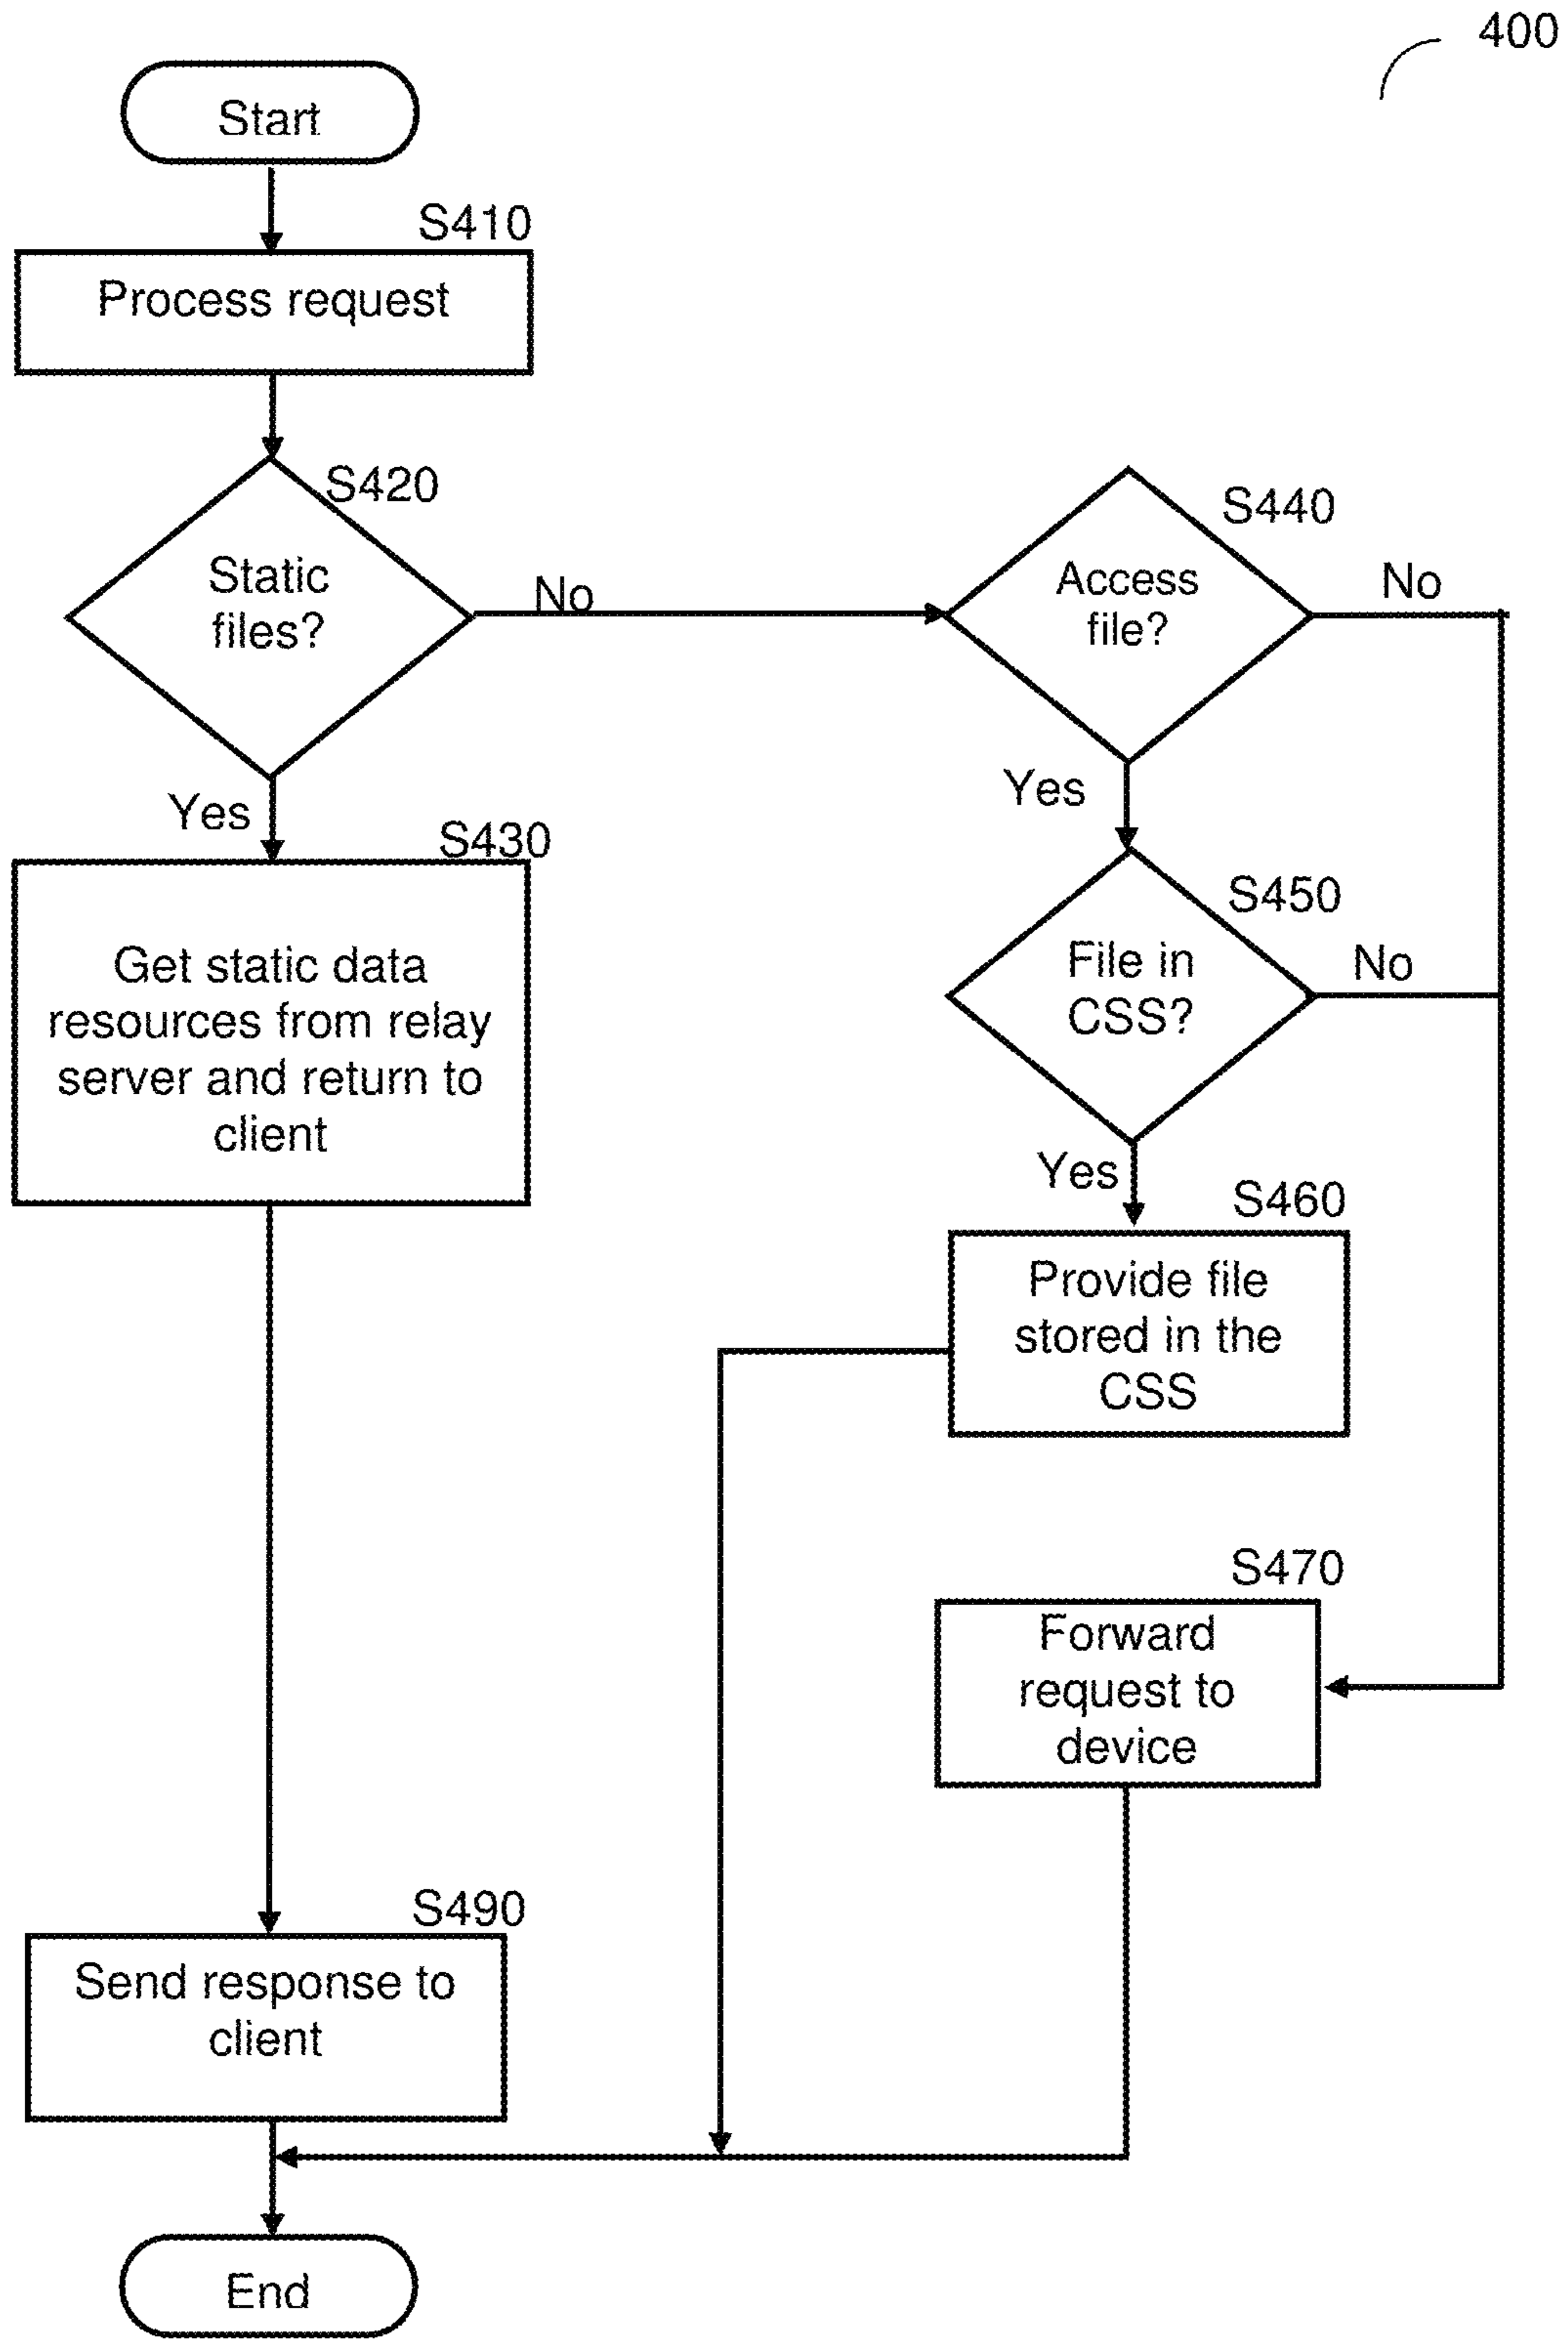 400
Start
S410
Process request
S420
Static
files?
No
S440
Access
file?
No
Yes
S430
Get static data
resources from relay
server and return to
client
Yes
S450
File in
CSS?
No
Yes
S460
Provide file
stored in the
CSS
S470
Forward
request to
device
S490
Send response to
client
End